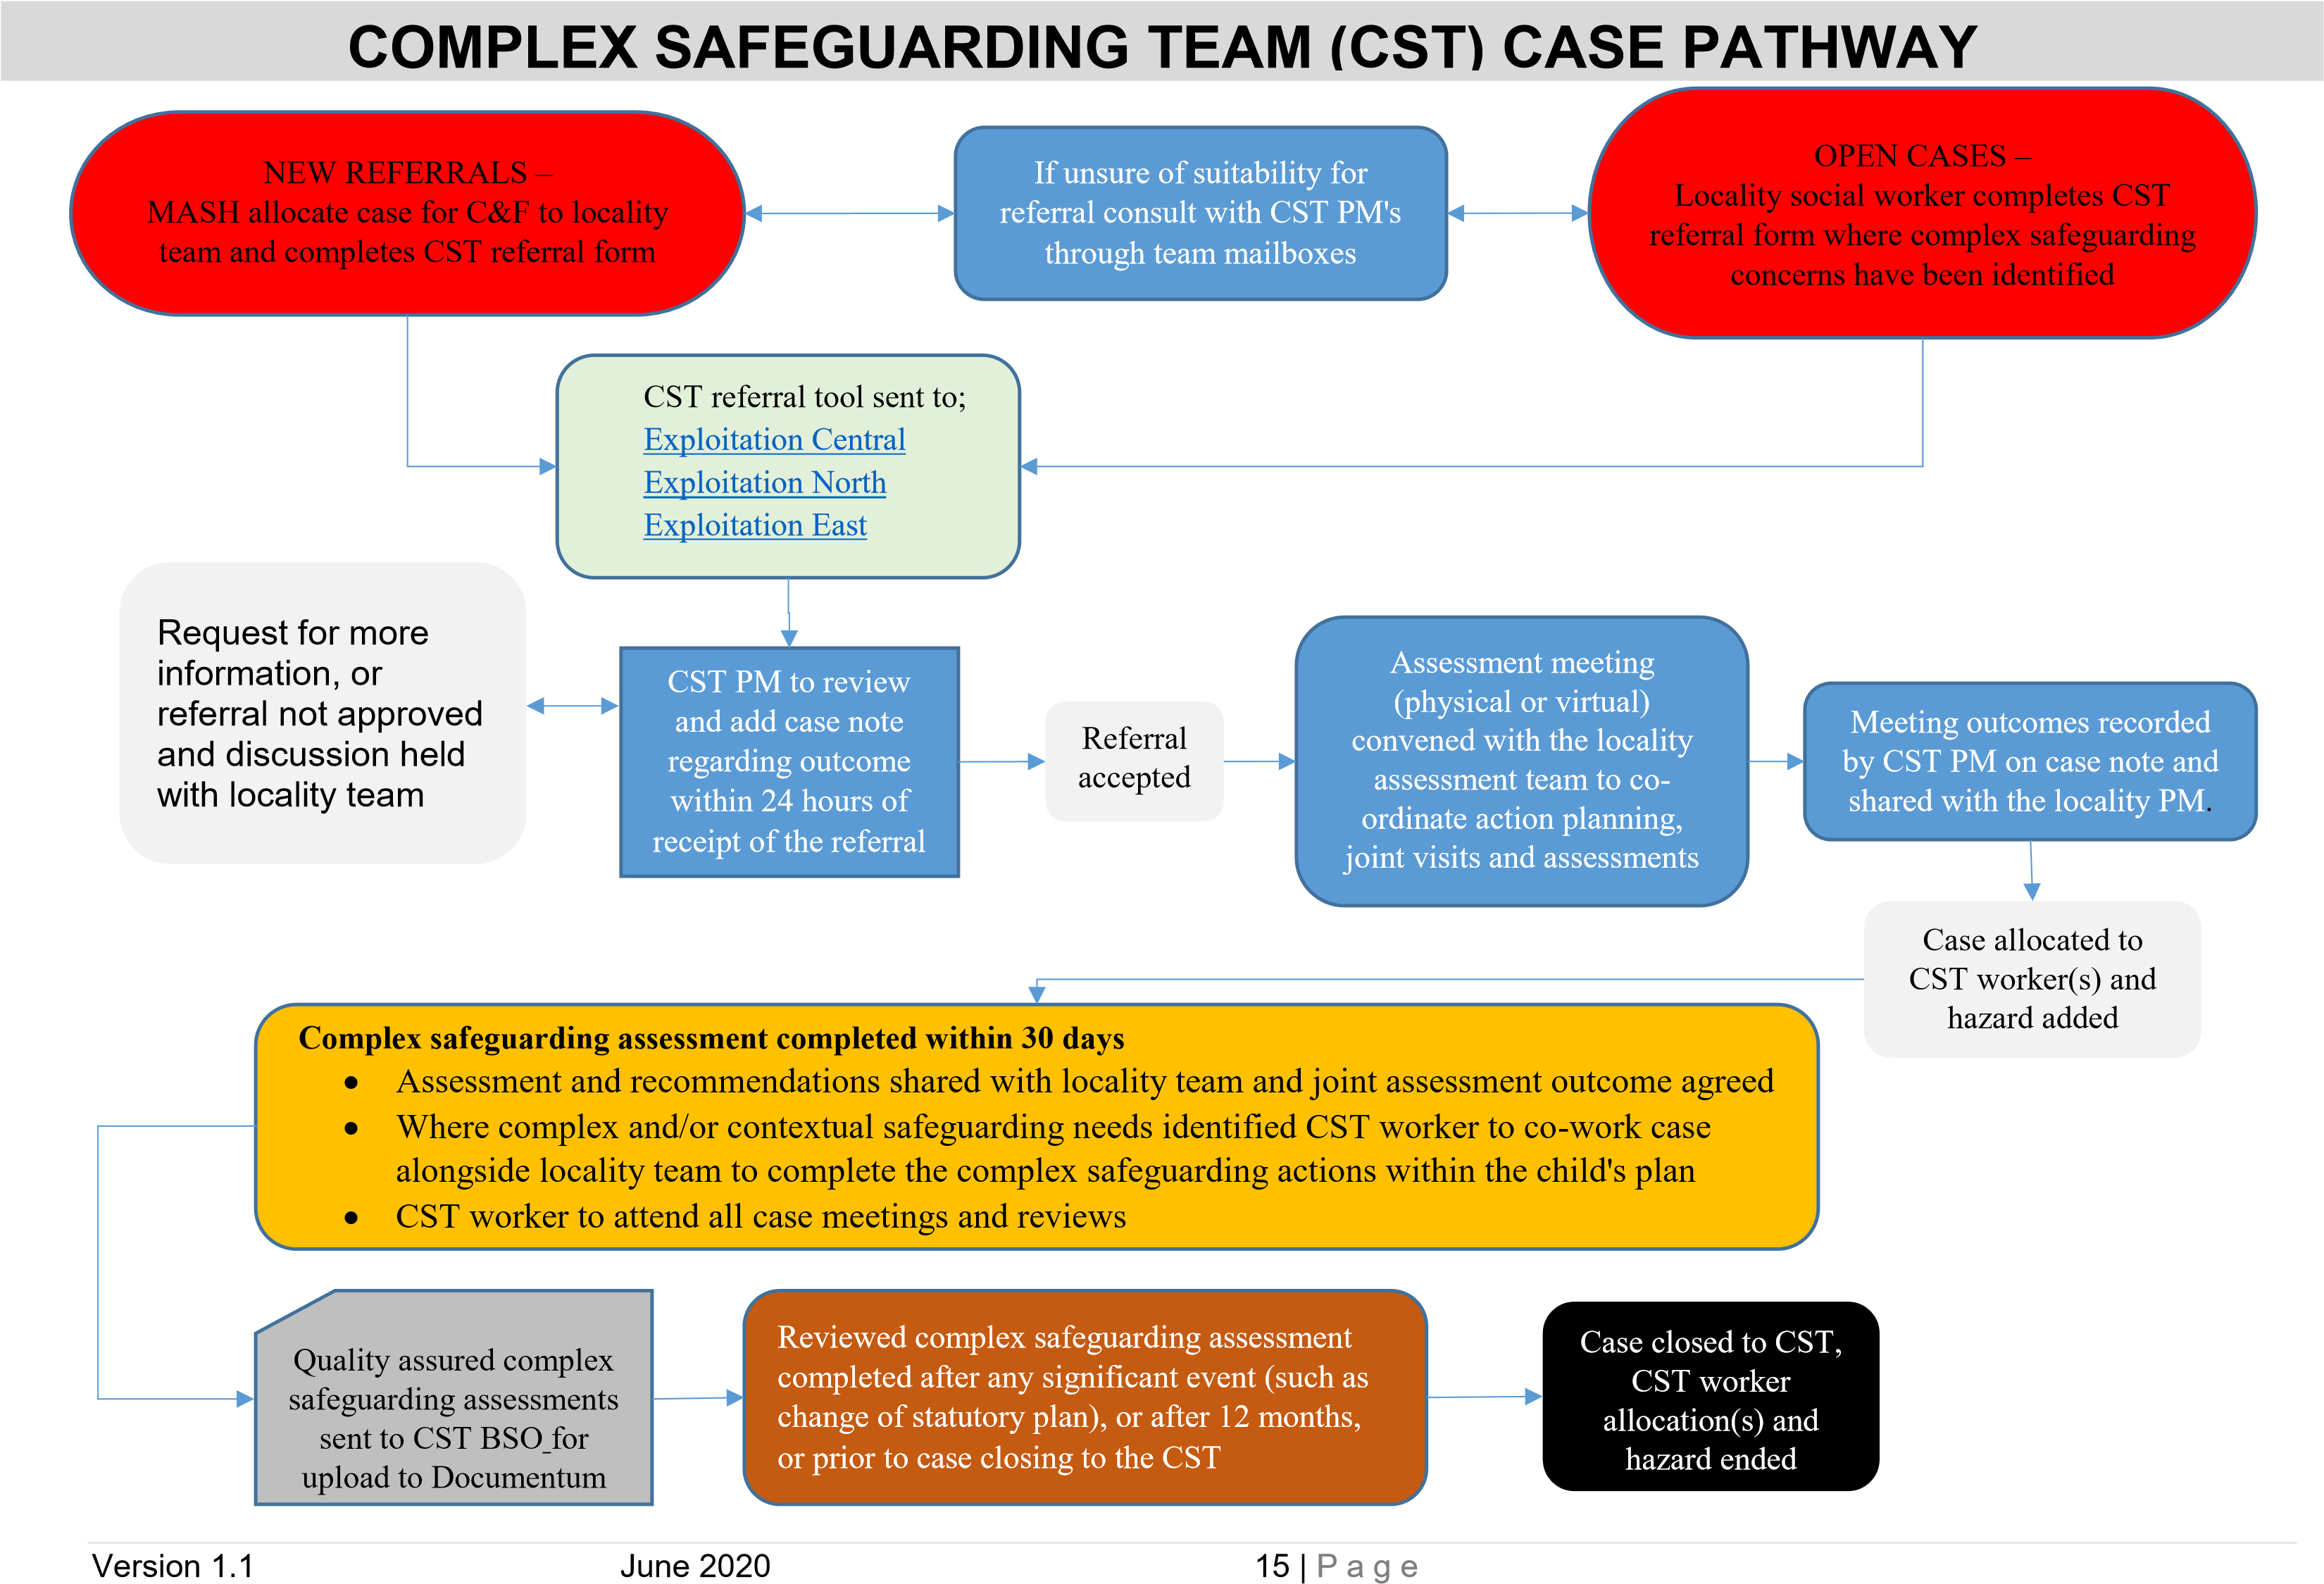 COMPLEX SAFEGUARDING TEAM (CST) CASE PATHWAY
NEW REFERRALS –
MASH allocate case for C&F to locality
team and completes CST referral form
If unsure of suitability for
referral consult with CST PM's
through team mailboxes
OPEN CASES –
Locality social worker completes CST
referral form where complex safeguarding
concerns have been identified
CST referral tool sent to;
Exploitation Central
Exploitation North
Exploitation East
Request for more
information, or
referral not approved
and discussion held
with locality team
CST PM to review
and add case note
regarding outcome
within 24 hours of
receipt of the referral
Referral
accepted
Assessment meeting
(physical or virtual)
convened with the locality
assessment team to co-
ordinate action planning,
joint visits and assessments
Meeting outcomes recorded
by CST PM on case note and
shared with the locality PM.
Case allocated to
CST worker(s) and
hazard added
Complex safeguarding assessment completed within 30 days
• Assessment and recommendations shared with locality team and joint assessment outcome agreed
• Where complex and/or contextual safeguarding needs identified CST worker to co-work case
alongside locality team to complete the complex safeguarding actions within the child's plan
• CST worker to attend all case meetings and reviews
Quality assured complex
safeguarding assessments
sent to CST BSO for
upload to Documentum
Reviewed complex safeguarding assessment
completed after any significant event (such as
change of statutory plan), or after 12 months,
or prior to case closing to the CST
Case closed to CST,
CST worker
allocation(s) and
hazard ended
Version 1.1 June 2020 15 | P a g e